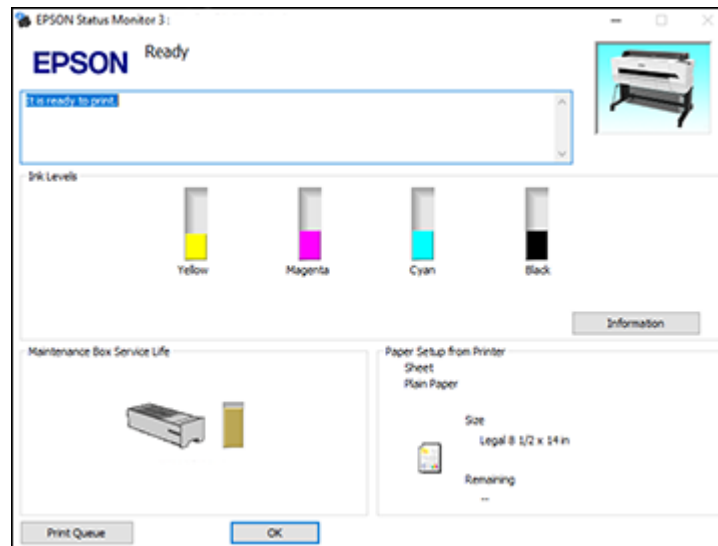 EPSON Status Monitor 3 :
EPSON
Ready
It is ready to print.
Ink Levels
Yellow
Magenta
Cyan
Black
Information
Maintenance Box Service Life
Paper Setup from Printer
Sheet
Plain Paper
Size
Legal 8 1/2 x 14 in
Remaining
--
Print Queue
OK